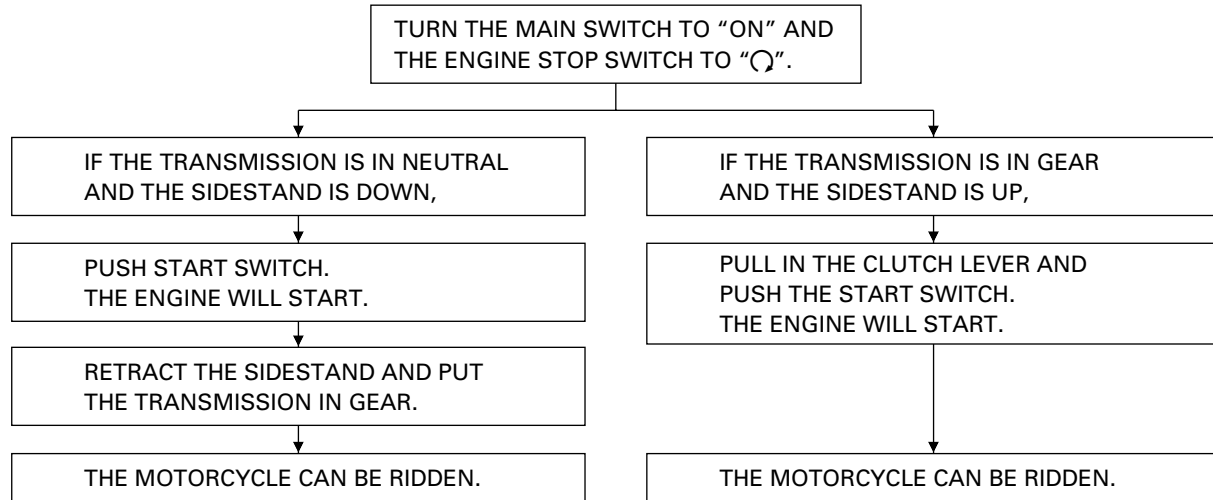 TURN THE MAIN SWITCH TO “ON” AND
THE ENGINE STOP SWITCH TO “”.
IF THE TRANSMISSION IS IN NEUTRAL
AND THE SIDESTAND IS DOWN,
PUSH START SWITCH.
THE ENGINE WILL START.
RETRACT THE SIDESTAND AND PUT
THE TRANSMISSION IN GEAR.
THE MOTORCYCLE CAN BE RIDDEN.
IF THE TRANSMISSION IS IN GEAR
AND THE SIDESTAND IS UP,
PULL IN THE CLUTCH LEVER AND
PUSH THE START SWITCH.
THE ENGINE WILL START.
THE MOTORCYCLE CAN BE RIDDEN.